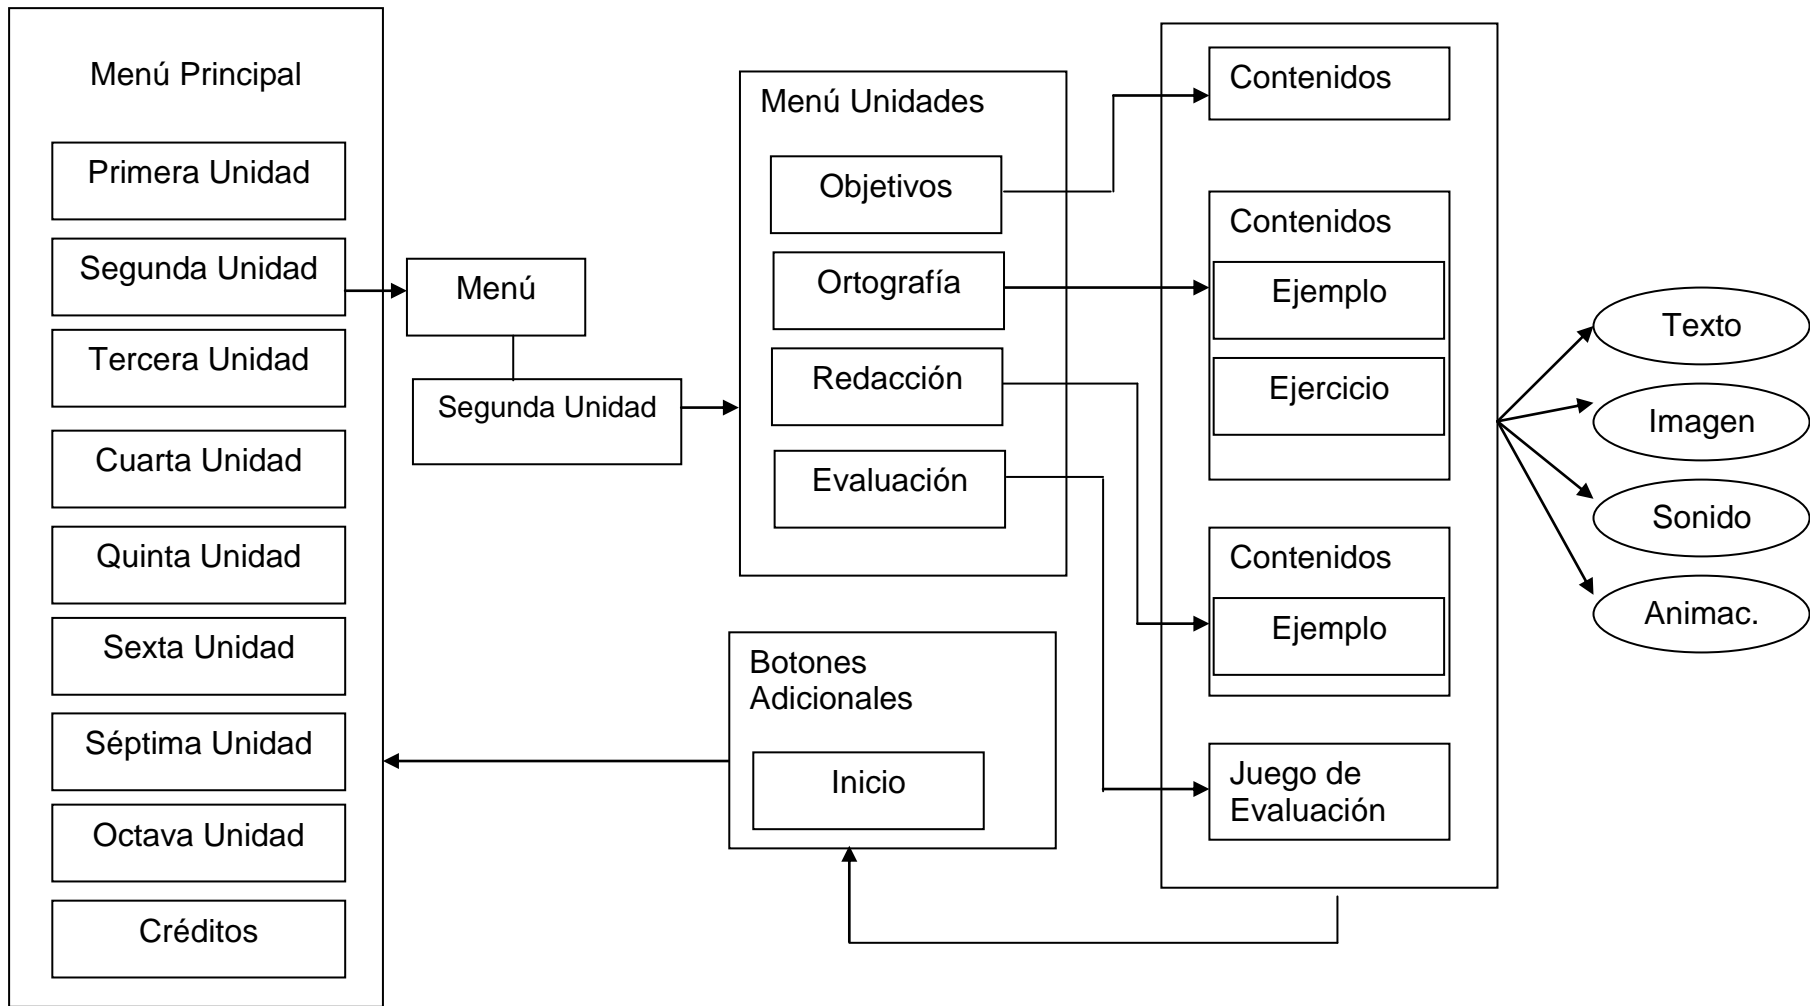 Menú Principal
Primera Unidad
Segunda Unidad
Tercera Unidad
Cuarta Unidad
Quinta Unidad
Sexta Unidad
Séptima Unidad
Octava Unidad
Créditos
Menú
Segunda Unidad
Menú Unidades
Objetivos
Ortografía
Redacción
Evaluación
Botones
Adicionales
Inicio
Contenidos
Contenidos
Ejemplo
Ejercicio
Contenidos
Ejemplo
Juego de
Evaluación
Texto
Imagen
Sonido
Animac.